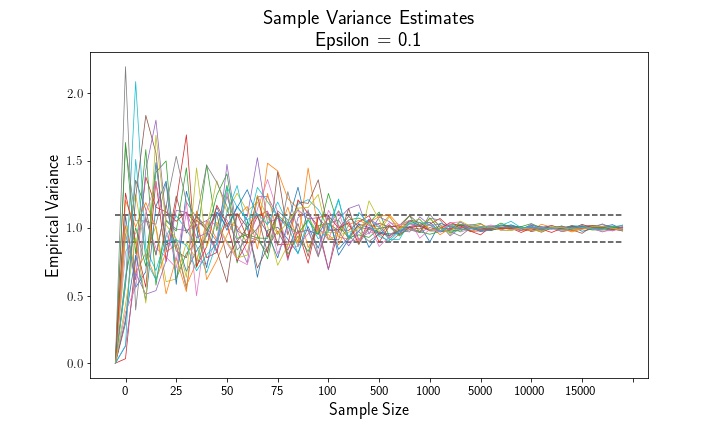 Sample Variance Estimates
Epsilon = 0.1
Empirical Variance
2.0
1.5
1.0
0.5
0.0
0 25 50 75 100 500 1000 5000 10000 15000
Sample Size